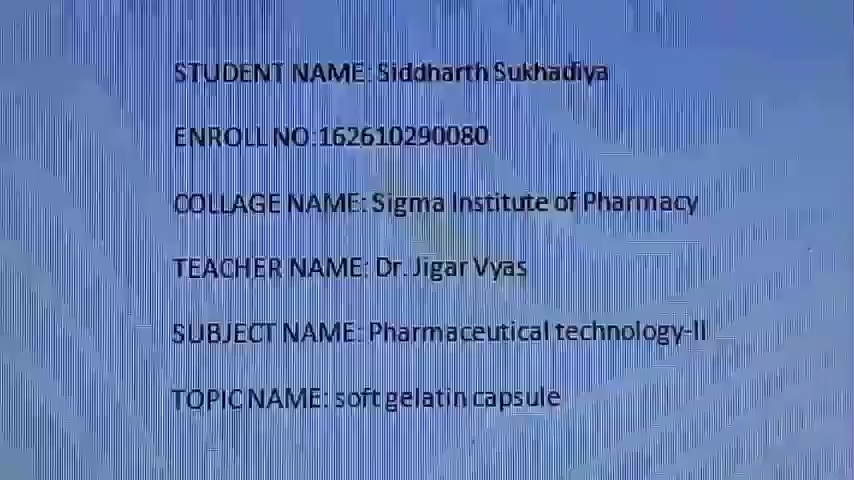 STUDENT NAME: Siddharth Sukhadiya
ENROLL NO:162610290080
COLLAGE NAME: Sigma Institute of Pharmacy
TEACHER NAME: Dr. Jigar Vyas
SUBJECT NAME: Pharmaceutical technology-II
TOPIC NAME: soft gelatin capsule